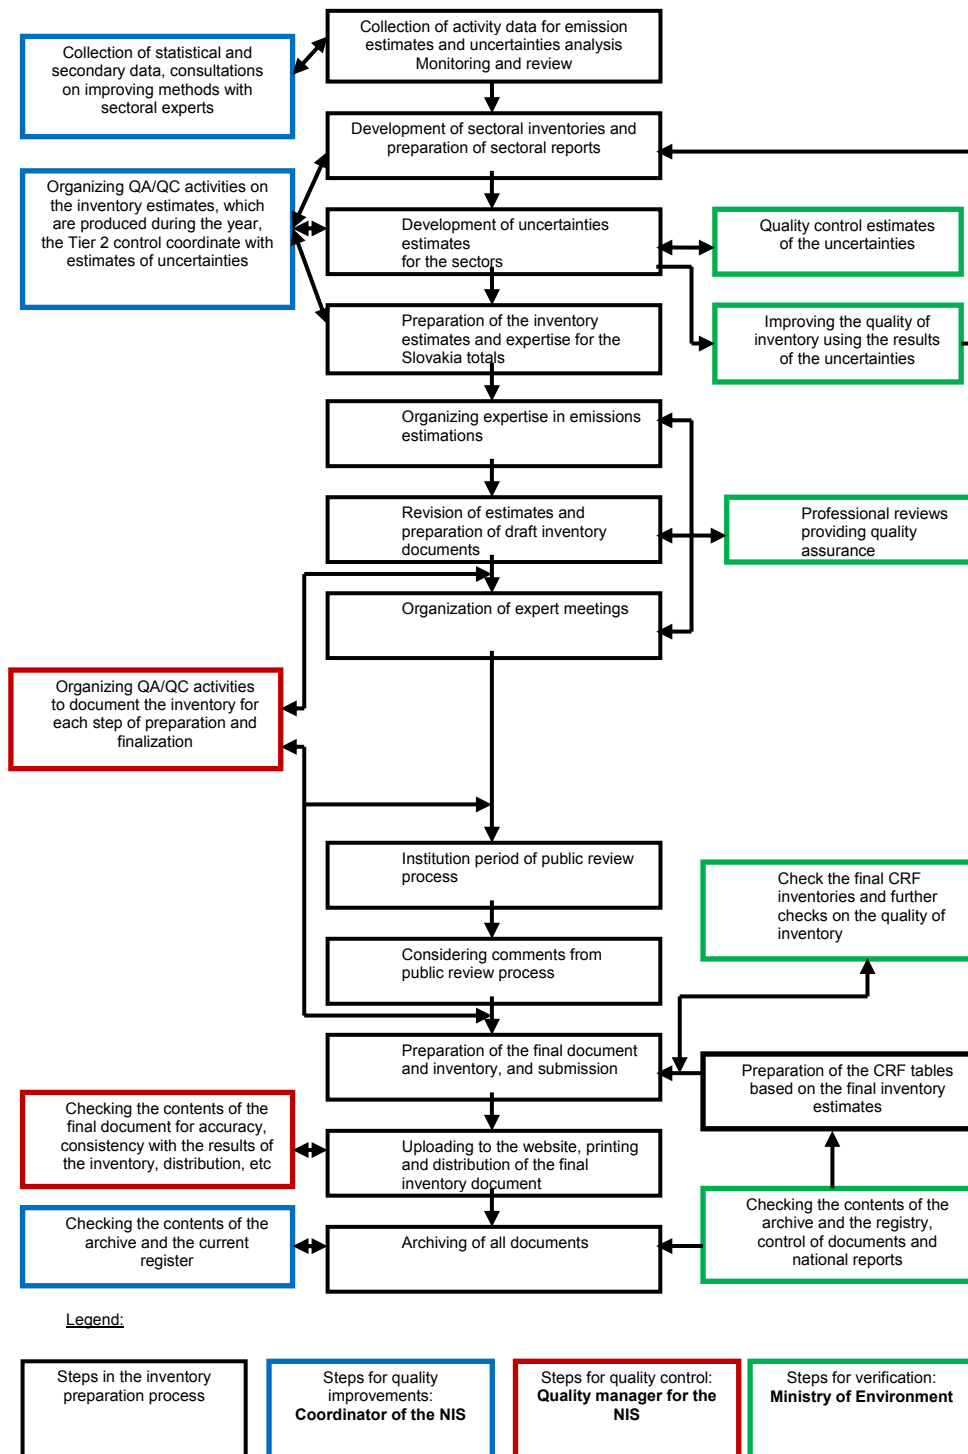 Collection of activity data for emission
estimates and uncertainties analysis
Monitoring and review
Collection of statistical and
secondary data, consultations
on improving methods with
sectoral experts
Development of sectoral inventories and
preparation of sectoral reports
Organizing QA/QC activities on
the inventory estimates, which
are produced during the year,
the Tier 2 control coordinate with
estimates of uncertainties
Development of uncertainties
estimates
for the sectors
Quality control estimates
of the uncertainties
Preparation of the inventory
estimates and expertise for the
Slovakia totals
Improving the quality of
inventory using the results
of the uncertainties
Organizing expertise in emissions
estimations
Revision of estimates and
preparation of draft inventory
documents
Professional reviews
providing quality
assurance
Organization of expert meetings
Organizing QA/QC activities
to document the inventory for
each step of preparation and
finalization
Institution period of public review
process
Check the final CRF
inventories and further
checks on the quality of
inventory
Considering comments from
public review process
Preparation of the final document
and inventory, and submission
Preparation of the CRF tables
based on the final inventory
estimates
Checking the contents of the
final document for accuracy,
consistency with the results of
the inventory, distribution, etc
Uploading to the website, printing
and distribution of the final
inventory document
Checking the contents of the
archive and the current
register
Archiving of all documents
Checking the contents of the
archive and the registry,
control of documents and
national reports
Legend:
Steps in the inventory
preparation process
Steps for quality
improvements:
Coordinator of the NIS
Steps for quality control:
Quality manager for the
NIS
Steps for verification:
Ministry of Environment